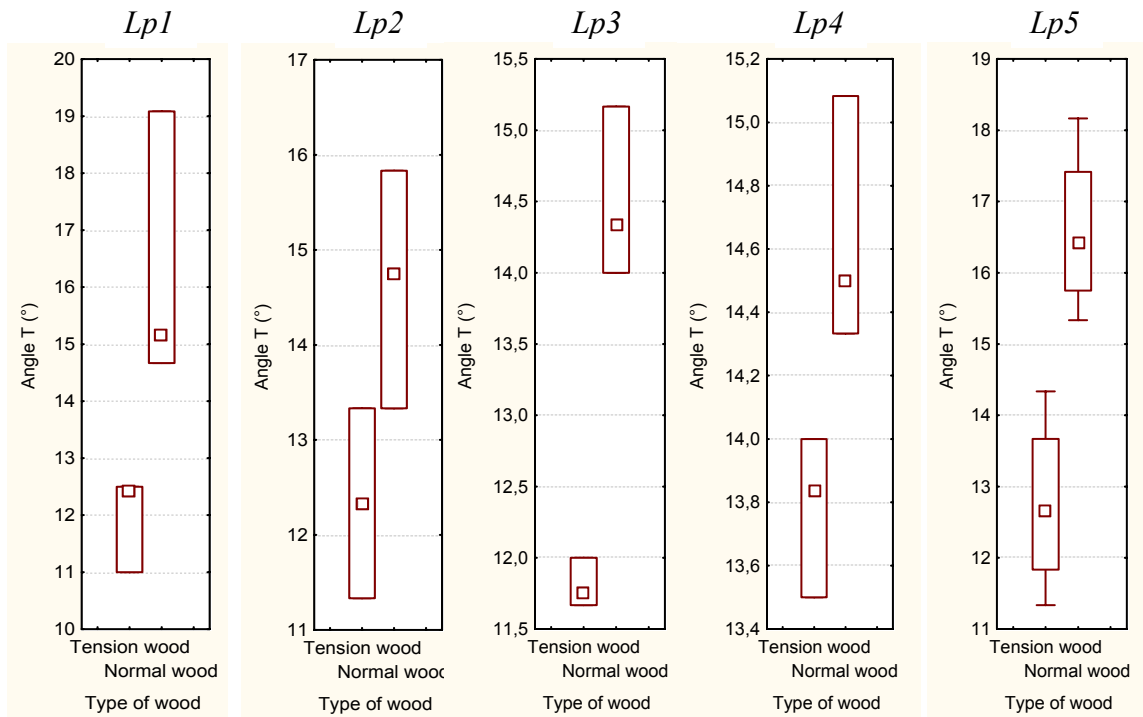 Lp1
Angle T (°)
20
19
18
17
16
15
14
13
12
11
10
Tension wood
Normal wood
Type of wood
Lp2
Angle T (°)
17
16
15
14
13
12
11
Tension wood
Normal wood
Type of wood
Lp3
Angle T (°)
15,5
15,0
14,5
14,0
13,5
13,0
12,5
12,0
11,5
Tension wood
Normal wood
Type of wood
Lp4
Angle T (°)
15,2
15,0
14,8
14,6
14,4
14,2
14,0
13,8
13,6
13,4
Tension wood
Normal wood
Type of wood
Lp5
Angle T (°)
19
18
17
16
15
14
13
12
11
Tension wood
Normal wood
Type of wood